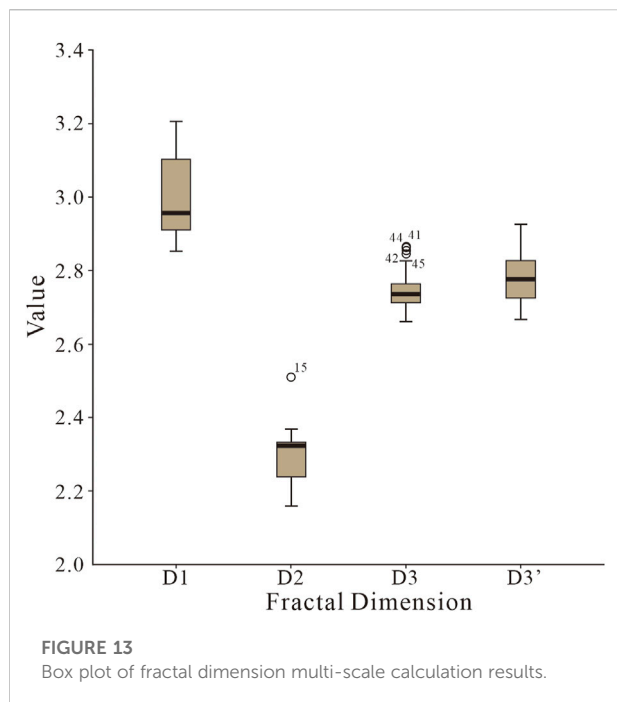 3.4
3.2
3.0
2.8
2.6
2.4
2.2
2.0
Value
44 41
42 45
15
D1 D2 D3 D3’
Fractal Dimension
FIGURE 13
Box plot of fractal dimension multi-scale calculation results.